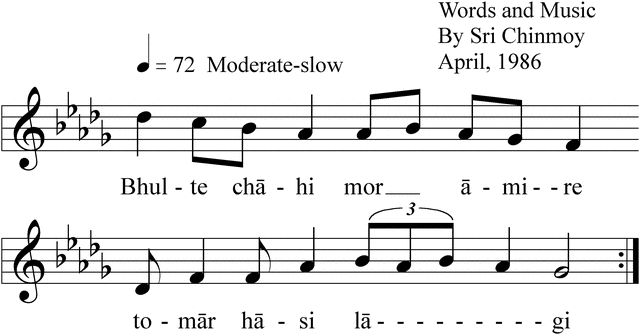 Words and Music
By Sri Chinmoy
April, 1986
= 72 Moderate-slow
Bhul - te chā - hi mor ā - mi - - re
3
to - mār hā - si lā - - - - - - - - - gi